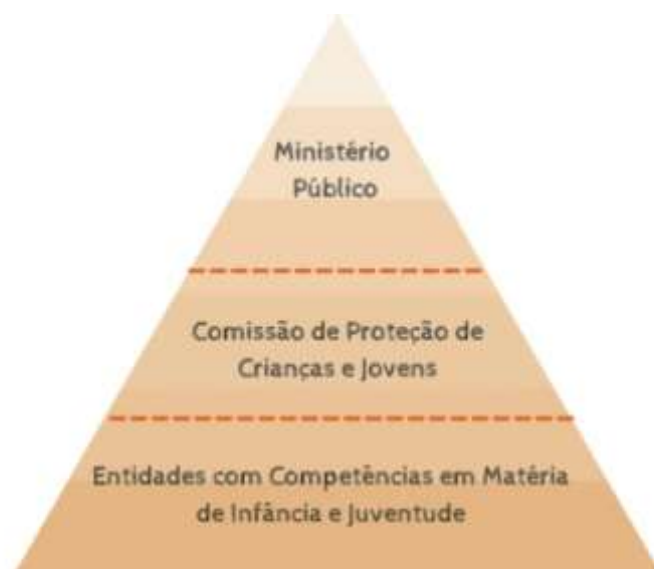 Ministério
Público
Comissão de Proteção de
Crianças e Jovens
Entidades com Competências em Matéria
de Infância e Juventude